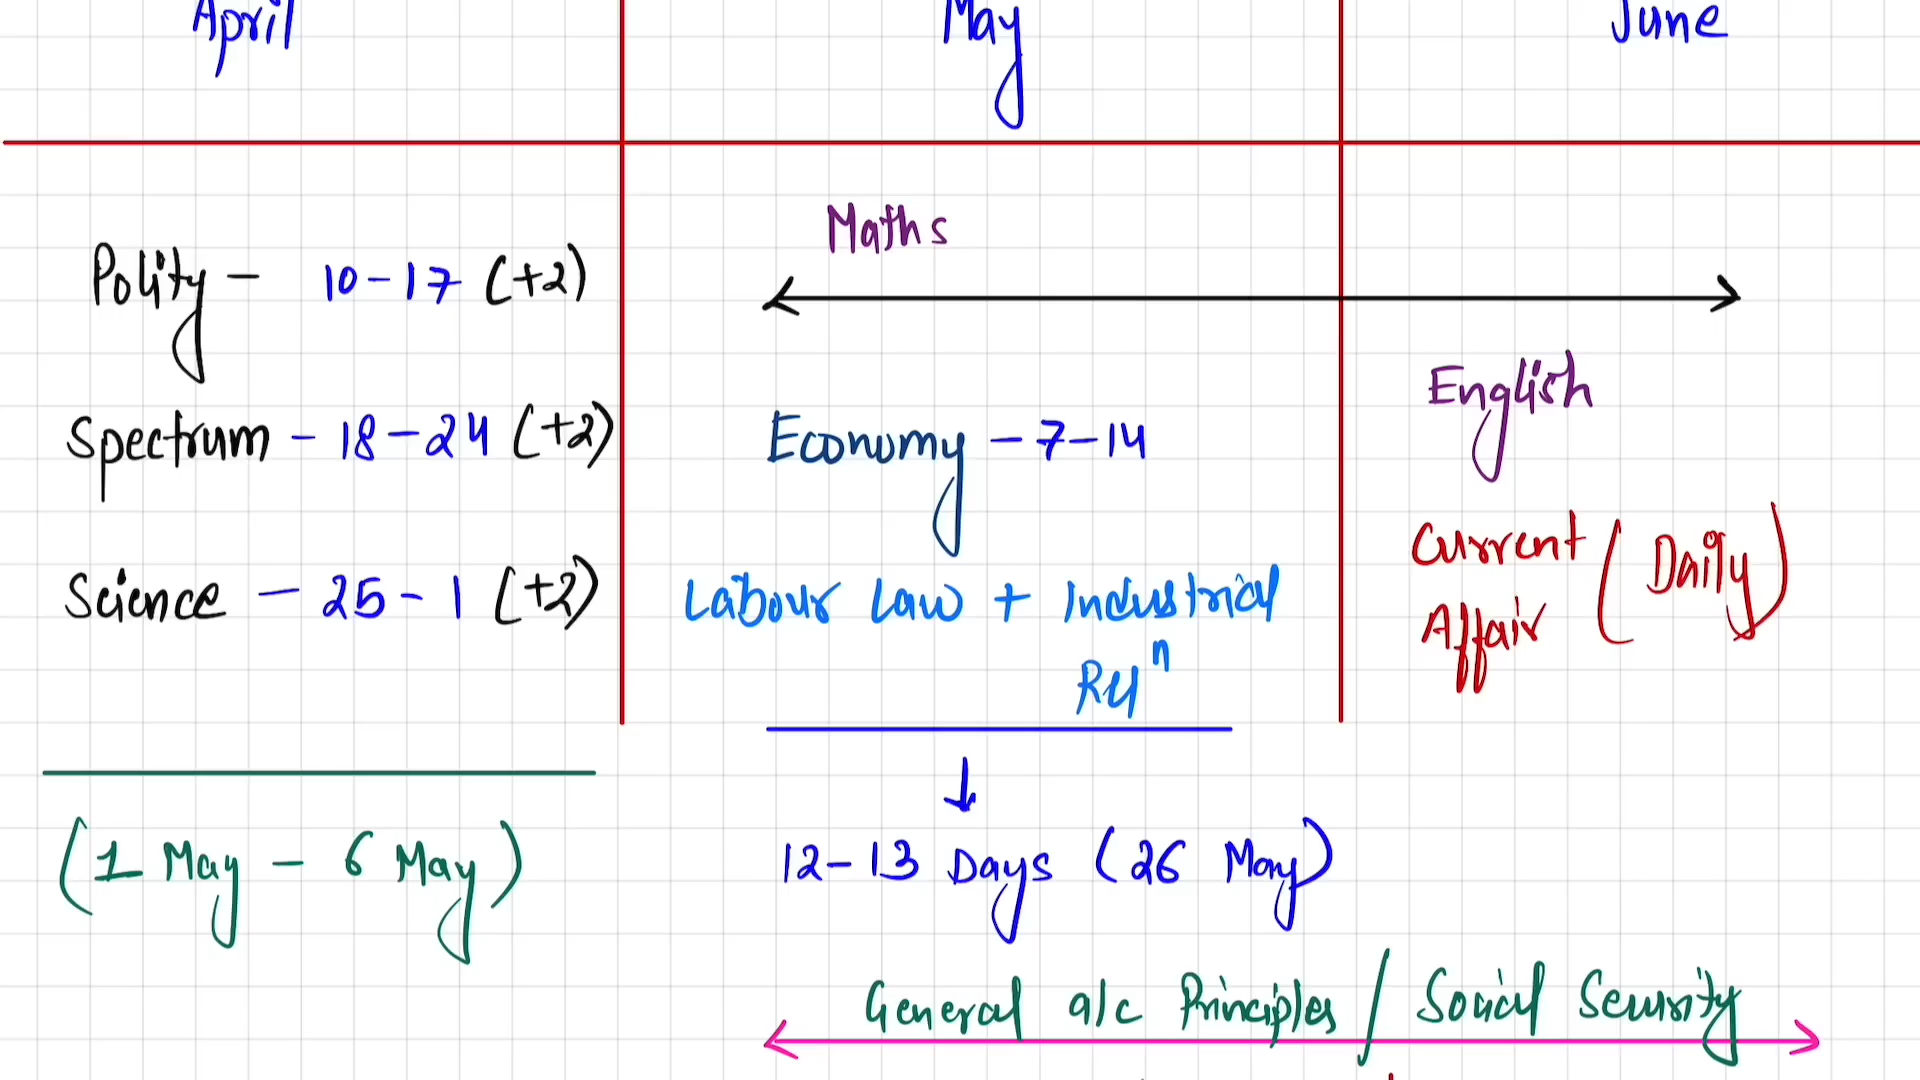 April
May
June
Maths
Polity - 10-17 (+2)
English
Spectrum - 18-24 (+2)
Economy - 7-14
Current Affair (Daily)
Science - 25-1 (+2)
Labour Law + Industrial
Relⁿ
(1 May - 6 May)
12-13 Days (26 May)
General a/c Principles / Social Security